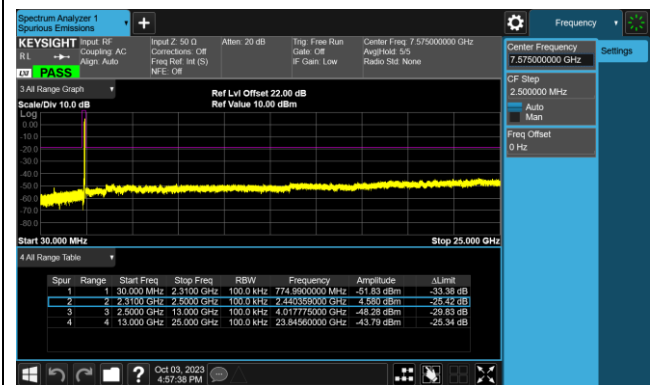 Spectrum Analyzer 1
Spurious Emissions
Frequency
KEYSIGHT
RL
Input: RF
Coupling: AC
Align: Auto
Input Z: 50 Ω
Corrections: Off
Freq Ref: Int (S)
NFE: Off
Atten: 20 dB
Trig: Free Run
Gate: Off
IF Gain: Low
Center Freq: 7.575000000 GHz
Avg|Hold: 5/5
Radio Std: None
LXI PASS
Center Frequency
7.575000000 GHz
Settings
CF Step
2.500000 MHz
Auto
Man
Freq Offset
0 Hz
3 All Range Graph
Scale/Div 10.0 dB
Ref Lvl Offset 22.00 dB
Ref Value 10.00 dBm
Log
0.00
-10.0
-20.0
-30.0
-40.0
-50.0
-60.0
-70.0
-80.0
Start 30.000 MHz
Stop 25.000 GHz
4 All Range Table
Spur Range Start Freq Stop Freq RBW Frequency Amplitude ΔLimit
1 1 30.000 MHz 2.3100 GHz 100.0 kHz 774.9900000 MHz -51.83 dBm -33.38 dB
2 2 2.3100 GHz 2.5000 GHz 100.0 kHz 2.440359000 GHz 4.580 dBm -25.42 dB
3 3 2.5000 GHz 13.000 GHz 100.0 kHz 4.017775000 GHz -48.28 dBm -29.83 dB
4 4 13.000 GHz 25.000 GHz 100.0 kHz 23.84560000 GHz -43.79 dBm -25.34 dB
Oct 03, 2023
4:57:38 PM